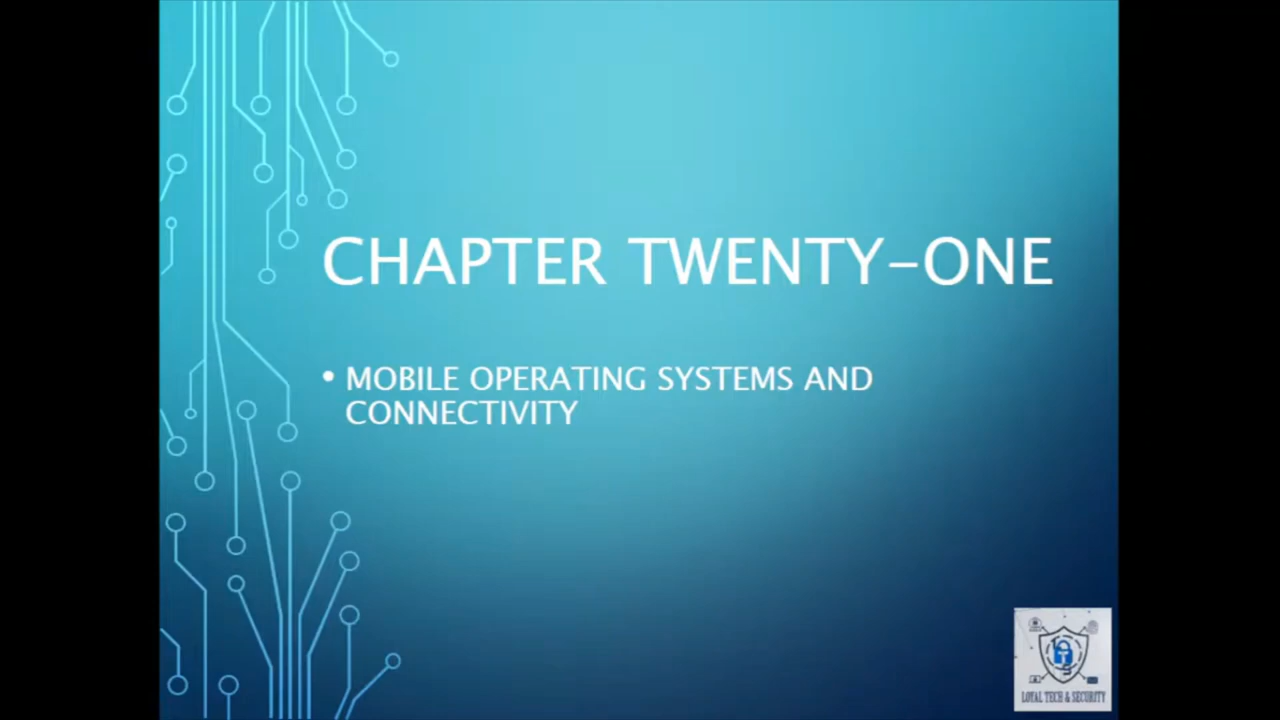 CHAPTER TWENTY-ONE
• MOBILE OPERATING SYSTEMS AND
CONNECTIVITY
LOYAL TECH & SECURITY